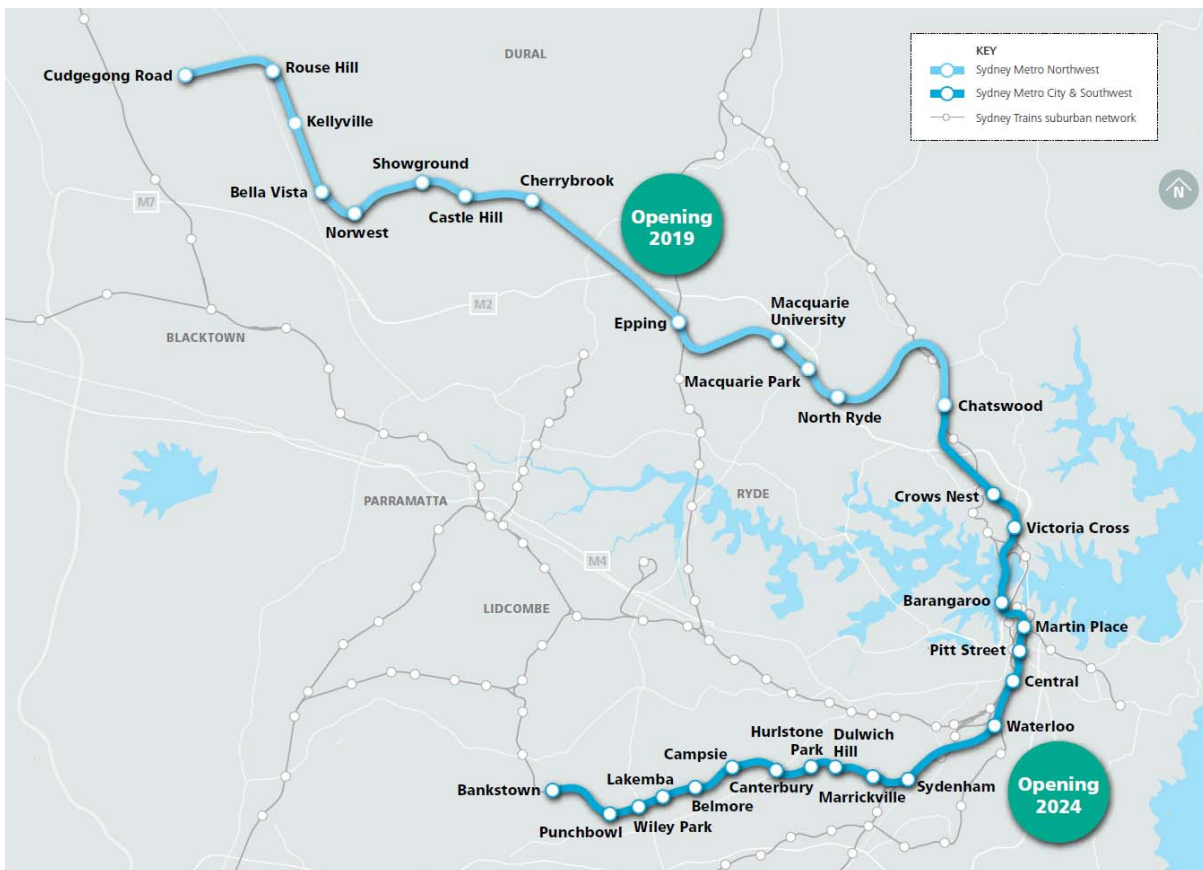 DURAL
KEY
Sydney Metro Northwest
Sydney Metro City & Southwest
Sydney Trains suburban network
N
Cudgegong Road
Rouse Hill
Kellyville
Showground
Cherrybrook
Bella Vista
Castle Hill
Norwest
M7
Opening
2019
M2
Epping
Macquarie
University
BLACKTOWN
Macquarie Park
North Ryde
Chatswood
PARRAMATTA
RYDE
Crows Nest
Victoria Cross
M4
LIDCOMBE
Barangaroo
Martin Place
Pitt Street
Central
Waterloo
Hurlstone
Park
Dulwich
Hill
Campsie
Lakemba
Canterbury
Bankstown
Belmore
Marrickville
Sydenham
Punchbowl
Wiley Park
Opening
2024